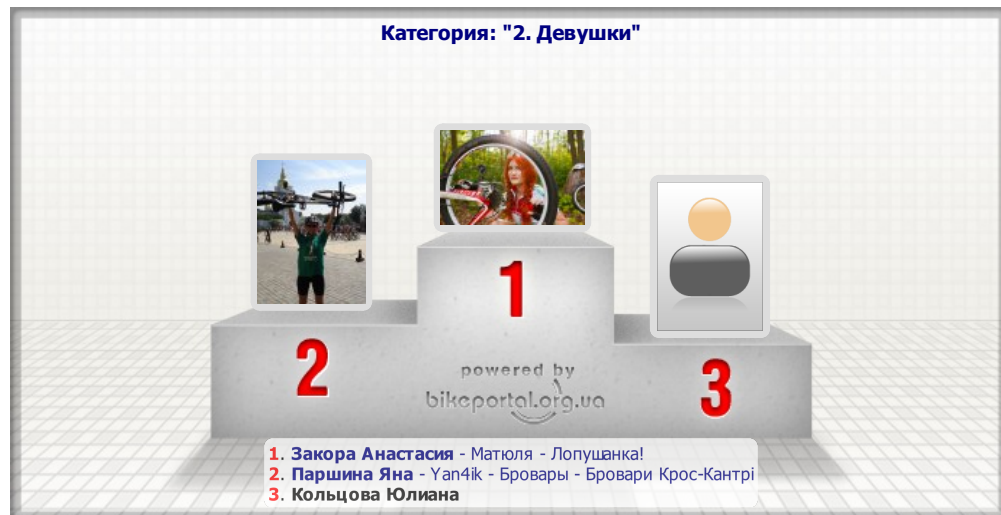 Категория: "2. Девушки"
1
2
3
powered by
bikeportal.org.ua
1. Закора Анастасия - Матюля - Лопушанка!
2. Паршина Яна - Yan4ik - Бровары - Бровари Крос-Кантрі
3. Кольцова Юлиана